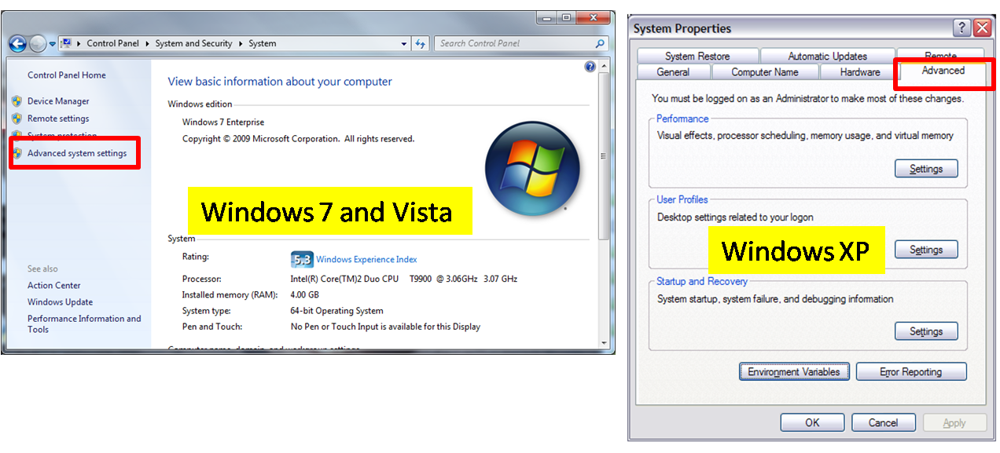 Control Panel ▸ System and Security ▸ System
Search Control Panel
Control Panel Home
Device Manager
Remote settings
System protection
Advanced system settings
See also
Action Center
Windows Update
Performance Information and
Tools
View basic information about your computer
Windows edition
Windows 7 Enterprise
Copyright © 2009 Microsoft Corporation. All rights reserved.
Windows 7 and Vista
System
Rating:
5.3 Windows Experience Index
Processor:
Intel(R) Core(TM)2 Duo CPU T9900 @ 3.06GHz 3.07 GHz
Installed memory (RAM):
4.00 GB
System type:
64-bit Operating System
Pen and Touch:
No Pen or Touch Input is available for this Display
Computer name, domain, and workgroup settings
System Properties
System Restore
Automatic Updates
Remote
General
Computer Name
Hardware
Advanced
You must be logged on as an Administrator to make most of these changes.
Performance
Visual effects, processor scheduling, memory usage, and virtual memory
Settings
User Profiles
Desktop settings related to your logon
Windows XP
Settings
Startup and Recovery
System startup, system failure, and debugging information
Settings
Environment Variables
Error Reporting
OK
Cancel
Apply